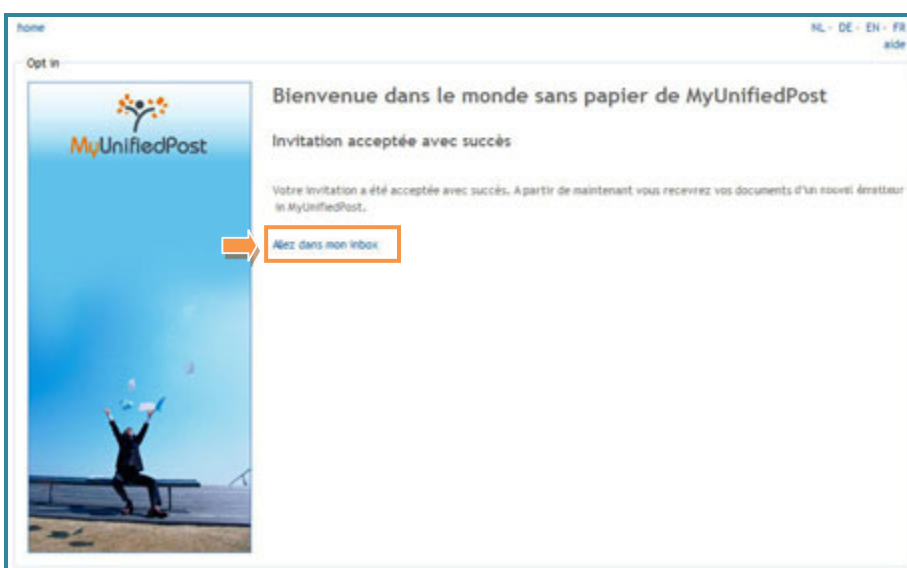 home
NL - DE - EN - FR
aide
Opt in
MyUnifiedPost
Bienvenue dans le monde sans papier de MyUnifiedPost
Invitation acceptée avec succès
Votre invitation a été acceptée avec succès. A partir de maintenant vous recevrez vos documents d'un nouvel émetteur
in MyUnifiedPost.
Allez dans mon inbox